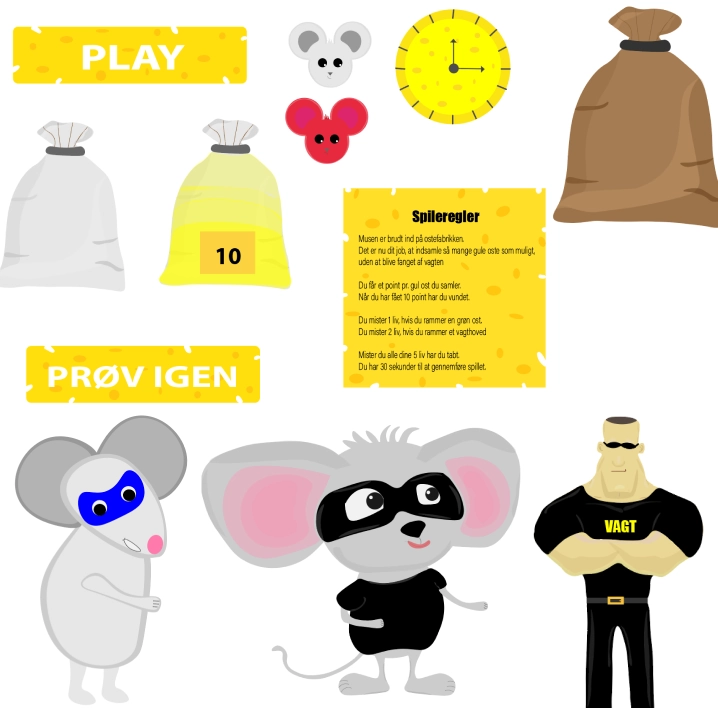 PLAY
10
Spileregler
Musen er brudt ind på ostefabrikken.
Det er nu dit job, at indsamle så mange gule oste som muligt,
uden at blive fanget af vagten
Du får et point pr. gul ost du samler.
Når du har fået 10 point har du vundet.
Du mister 1 liv, hvis du rammer en grøn ost.
Du mister 2 liv, hvis du rammer et vagthoved
Mister du alle dine 5 liv har du tabt.
Du har 30 sekunder til at gennemføre spillet.
PRØV IGEN
VAGT